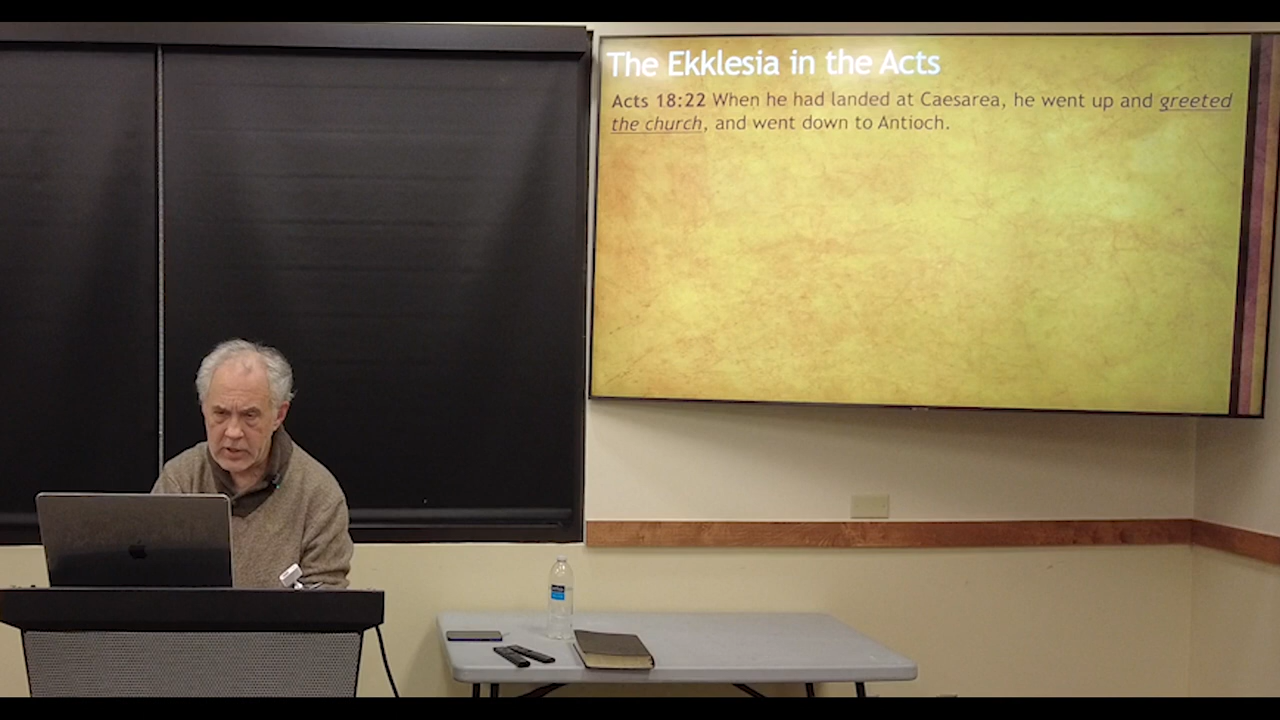 The Ekklesia in the Acts
Acts 18:22 When he had landed at Caesarea, he went up and greeted
the church, and went down to Antioch.